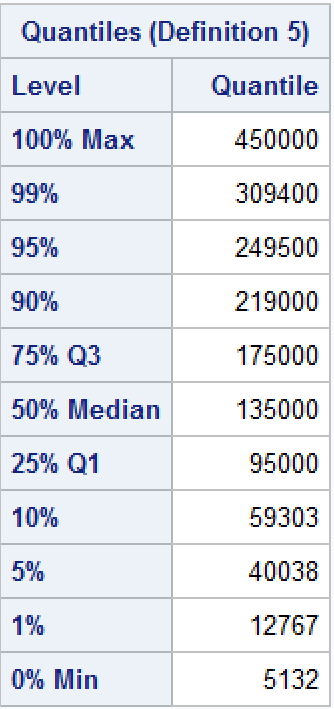 Quantiles (Definition 5)
Level Quantile
100% Max 450000
99% 309400
95% 249500
90% 219000
75% Q3 175000
50% Median 135000
25% Q1 95000
10% 59303
5% 40038
1% 12767
0% Min 5132